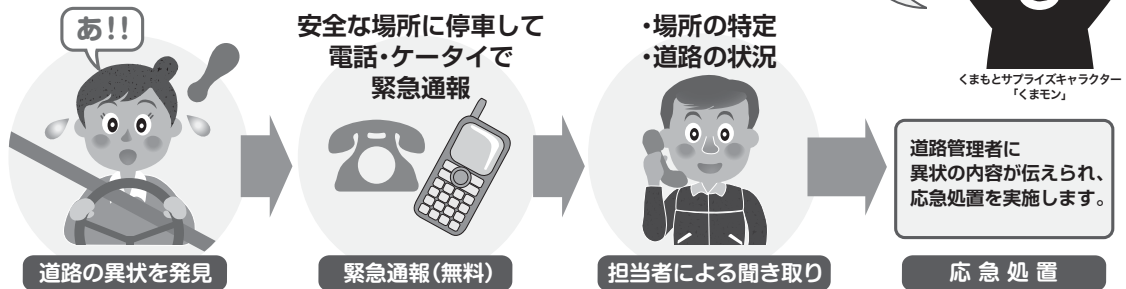 あ!!
道路の異状を発見
安全な場所に停車して
電話・ケータイで
緊急通報
緊急通報(無料)
・場所の特定
・道路の状況
担当者による聞き取り
くまもとサプライズキャラクター
「くまモン」
道路管理者に
異状の内容が伝えられ、
応急処置を実施します。
応急処置